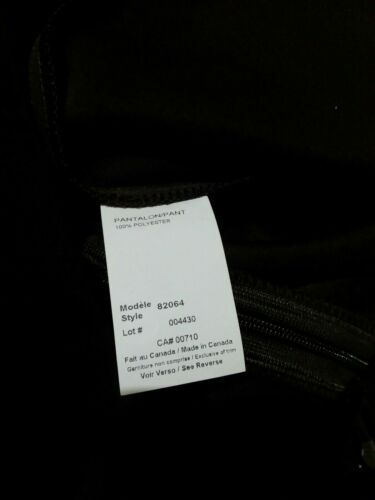 PANTALON/PANT
100% POLYESTER
Modèle 82064
Style
Lot # 004430
CA# 00710
Fait au Canada / Made in Canada
Garniture non comprise / Exclusive of trim
Voir Verso / See Reverse